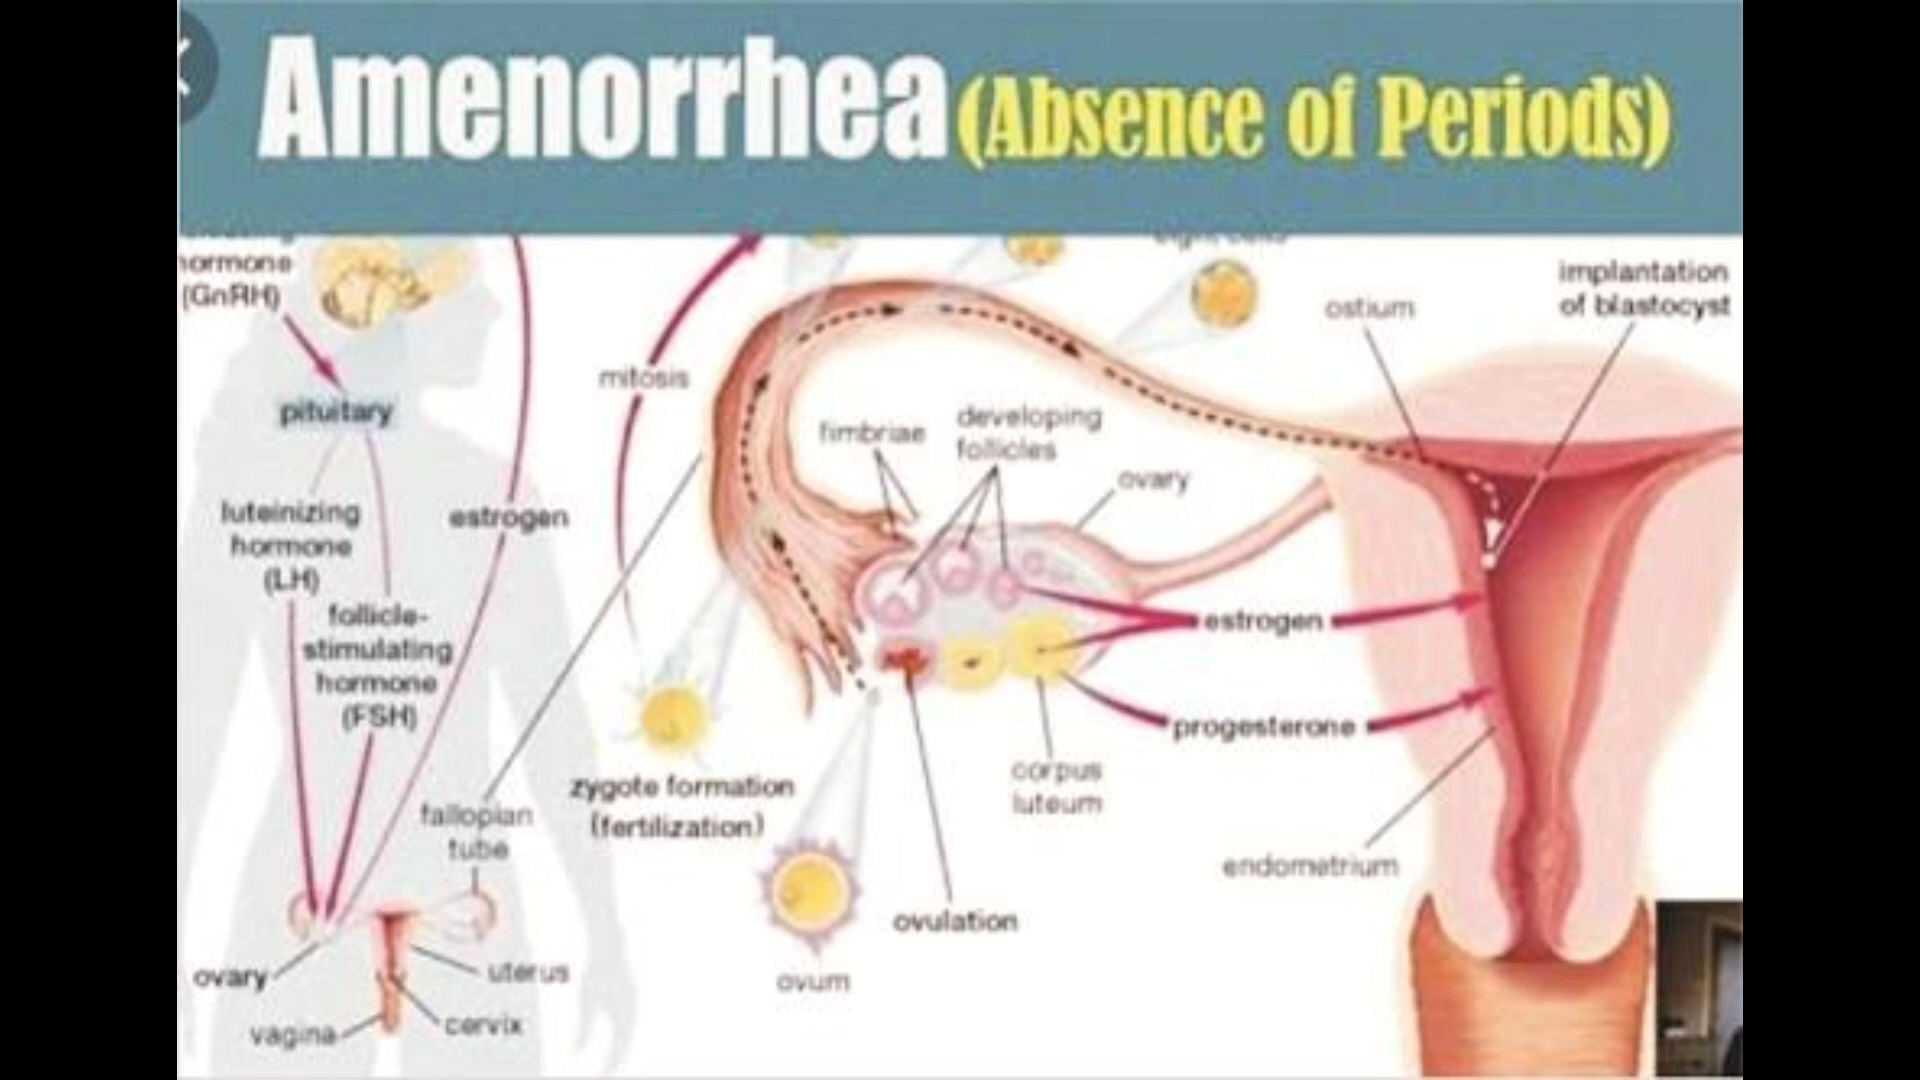 Amenorrhea (Absence of Periods)
hormone
(GnRH)
pituitary
luteinizing
hormone
(LH)
follicle-
stimulating
hormone
(FSH)
estrogen
mitosis
fimbriae
developing
follicles
ovary
ostium
implantation
of blastocyst
estrogen
progesterone
corpus
luteum
endometrium
zygote formation
(fertilization)
fallopian
tube
ovulation
ovum
ovary
uterus
vagina
cervix